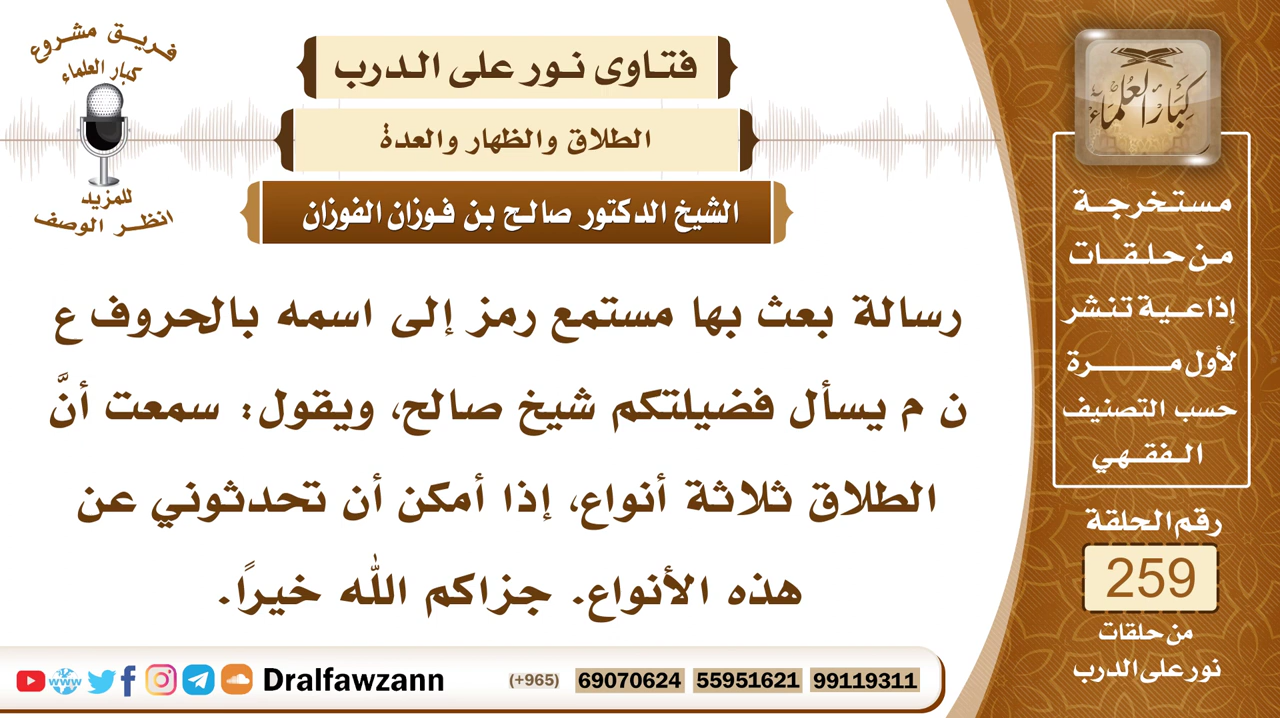 فريق مشروع
كبار العلماء
للمزيد
انظر الوصف
فتاوى نور على الدرب
الطلاق والظهار والعدة
الشيخ الدكتور صالح بن فوزان الفوزان
رسالة بعث بها مستمع رمز إلى اسمه بالحروف ع
ن م يسأل فضيلتكم شيخ صالح، ويقول: سمعت أنَّ
الطلاق ثلاثة أنواع، إذا أمكن أن تحدثوني عن
هذه الأنواع. جزاكم الله خيرًا.
كبار العلماء
مستخرجة
من حلقات
إذاعية تنشر
لأول مرة
حسب التصنيف
الفقهي
رقم الحلقة
259
من حلقات
نور على الدرب
www Dralfawzann (+965) 69070624 55951621 99119311